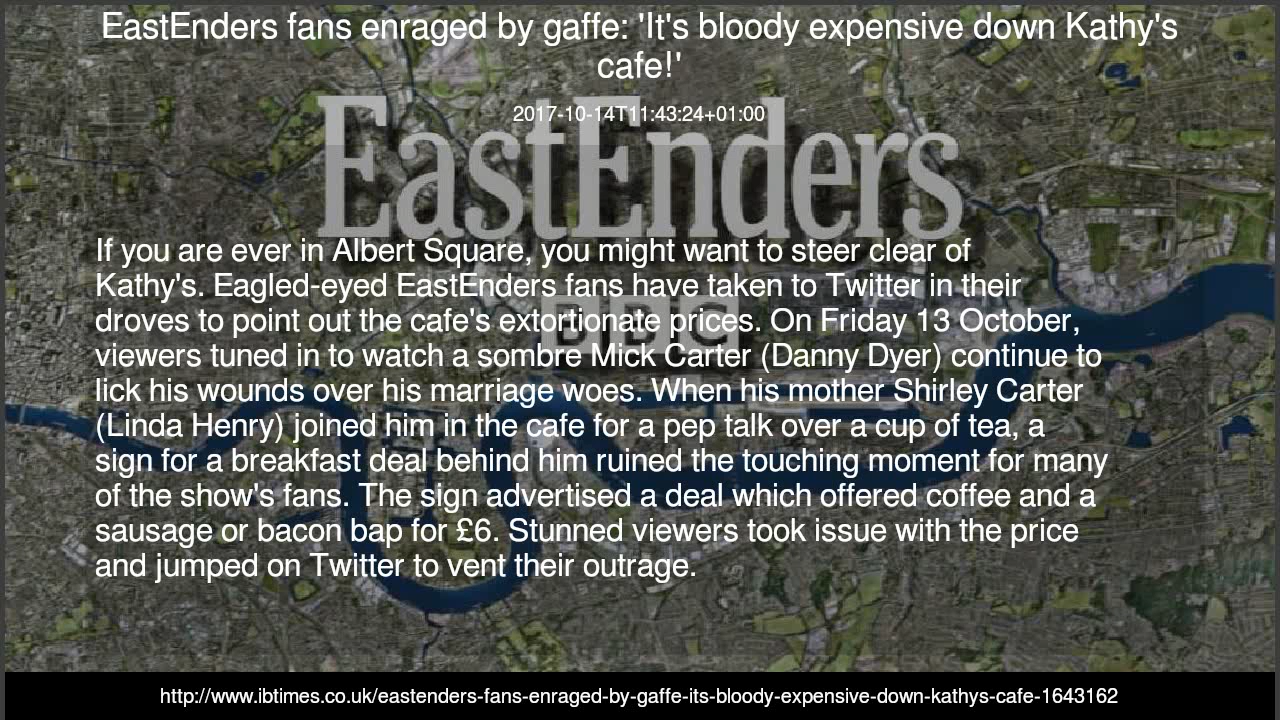 EastEnders fans enraged by gaffe: 'It's bloody expensive down Kathy's
cafe!'
2017-10-14T11:43:24+01:00
EastEnders
If you are ever in Albert Square, you might want to steer clear of
Kathy's. Eagled-eyed EastEnders fans have taken to Twitter in their
droves to point out the cafe's extortionate prices. On Friday 13 October,
BBC
viewers tuned in to watch a sombre Mick Carter (Danny Dyer) continue to
lick his wounds over his marriage woes. When his mother Shirley Carter
(Linda Henry) joined him in the cafe for a pep talk over a cup of tea, a
sign for a breakfast deal behind him ruined the touching moment for many
of the show's fans. The sign advertised a deal which offered coffee and a
sausage or bacon bap for £6. Stunned viewers took issue with the price
and jumped on Twitter to vent their outrage.
http://www.ibtimes.co.uk/eastenders-fans-enraged-by-gaffe-its-bloody-expensive-down-kathys-cafe-1643162